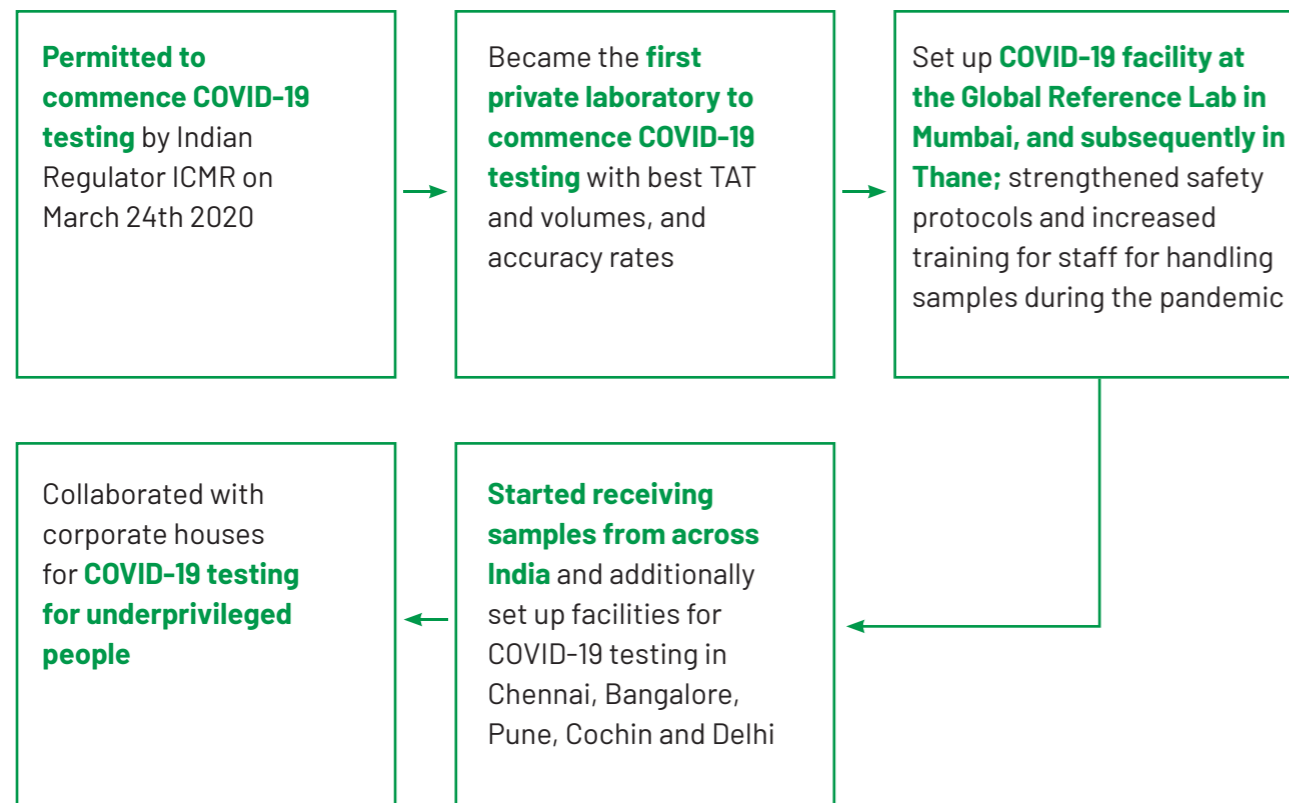 Permitted to
commence COVID-19
testing by Indian
Regulator ICMR on
March 24th 2020
Became the first
private laboratory to
commence COVID-19
testing with best TAT
and volumes, and
accuracy rates
Set up COVID-19 facility at
the Global Reference Lab in
Mumbai, and subsequently in
Thane; strengthened safety
protocols and increased
training for staff for handling
samples during the pandemic
Started receiving
samples from across
India and additionally
set up facilities for
COVID-19 testing in
Chennai, Bangalore,
Pune, Cochin and Delhi
Collaborated with
corporate houses
for COVID-19 testing
for underprivileged
people